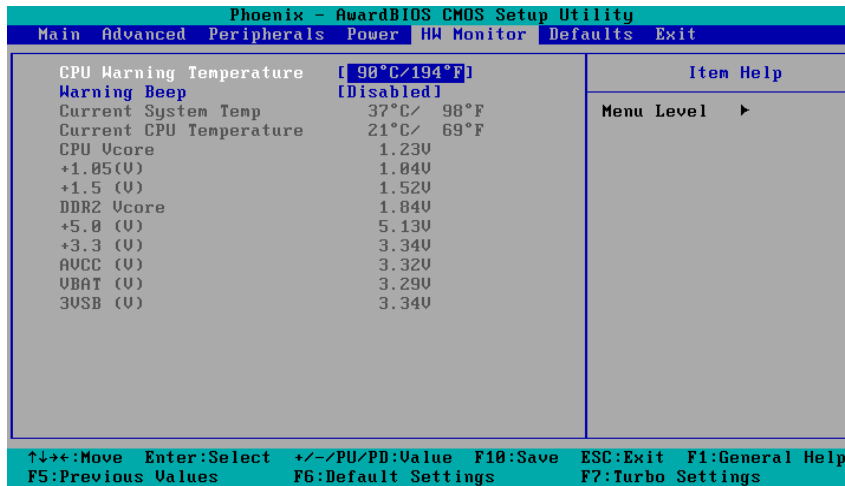 Phoenix - AwardBIOS CMOS Setup Utility
Main Advanced Peripherals Power HW Monitor Defaults Exit
CPU Warning Temperature [ 90°C/194°F]
Item Help
Warning Beep [Disabled]
Current System Temp 37°C/ 98°F
Menu Level ►
Current CPU Temperature 21°C/ 69°F
CPU Vcore 1.23V
+1.05(V) 1.04V
+1.5 (V) 1.52V
DDR2 Vcore 1.84V
+5.0 (V) 5.13V
+3.3 (V) 3.34V
AVCC (V) 3.32V
VBAT (V) 3.29V
3VSB (V) 3.34V
↑↓→←:Move Enter:Select +/-/PU/PD:Value F10:Save ESC:Exit F1:General Help
F5:Previous Values F6:Default Settings F7:Turbo Settings